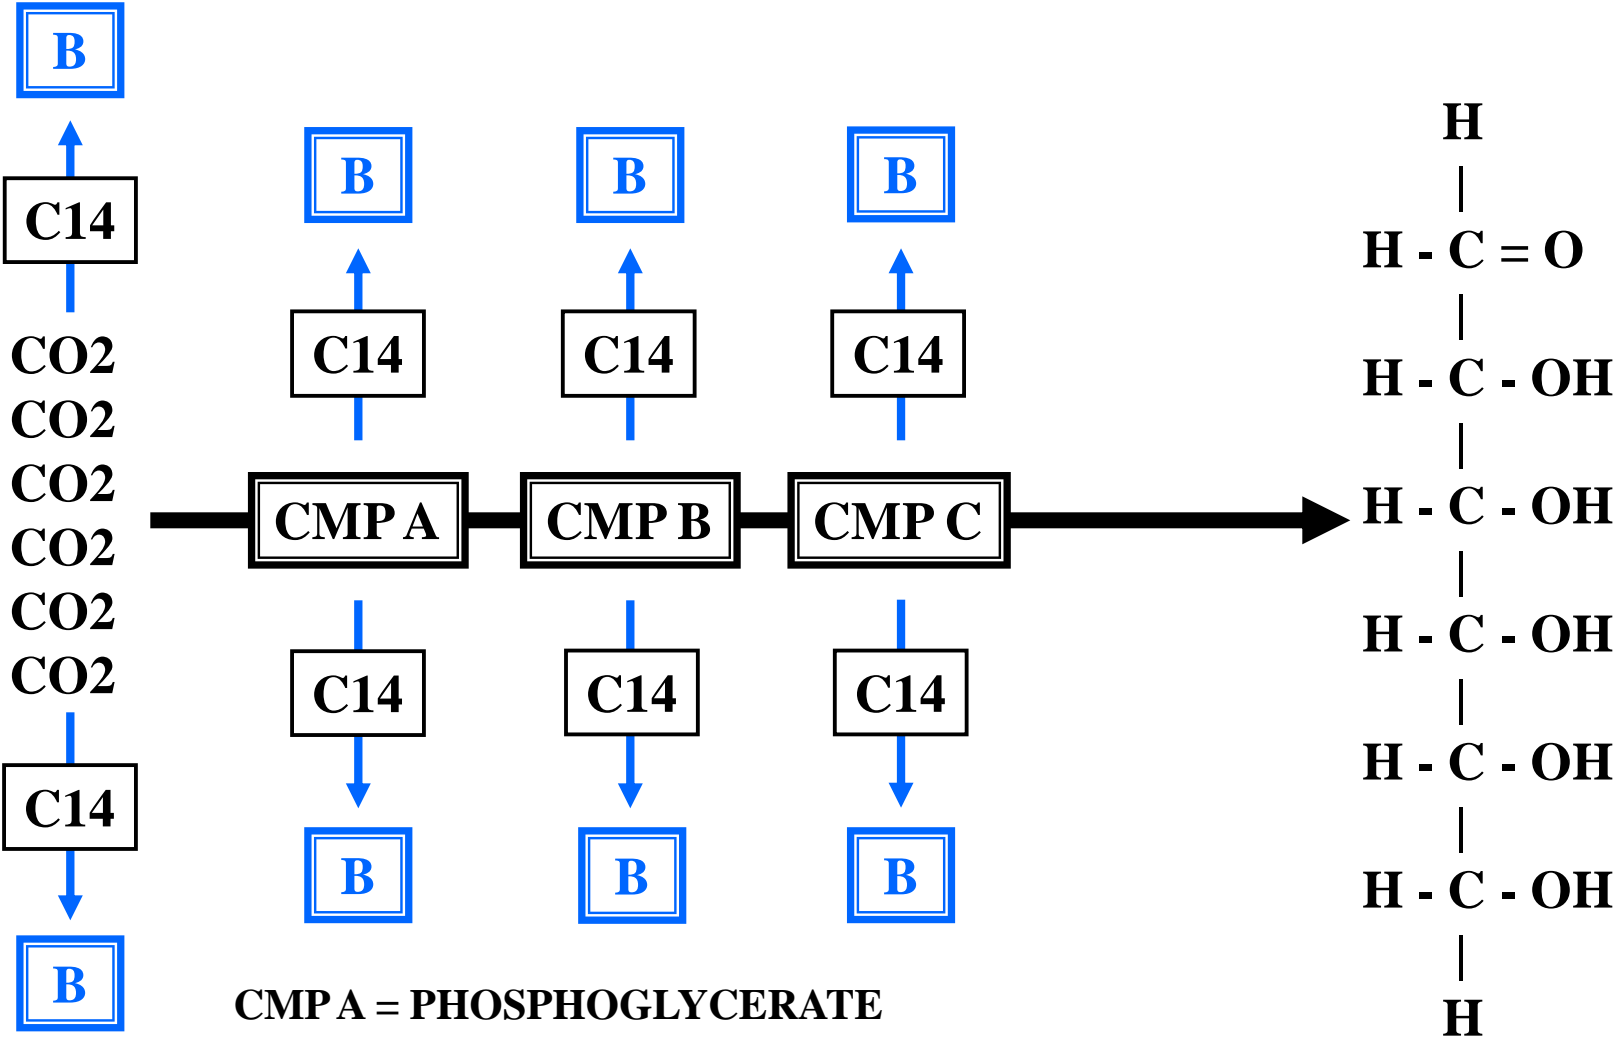 B
C14
CO2
CO2
CO2
CO2
CO2
CO2
C14
B
B
B
B
C14
C14
C14
CMP A
CMP B
CMP C
C14
C14
C14
B
B
B
CMP A = PHOSPHOGLYCERATE
H
H - C = O
H - C - OH
H - C - OH
H - C - OH
H - C - OH
H - C - OH
H